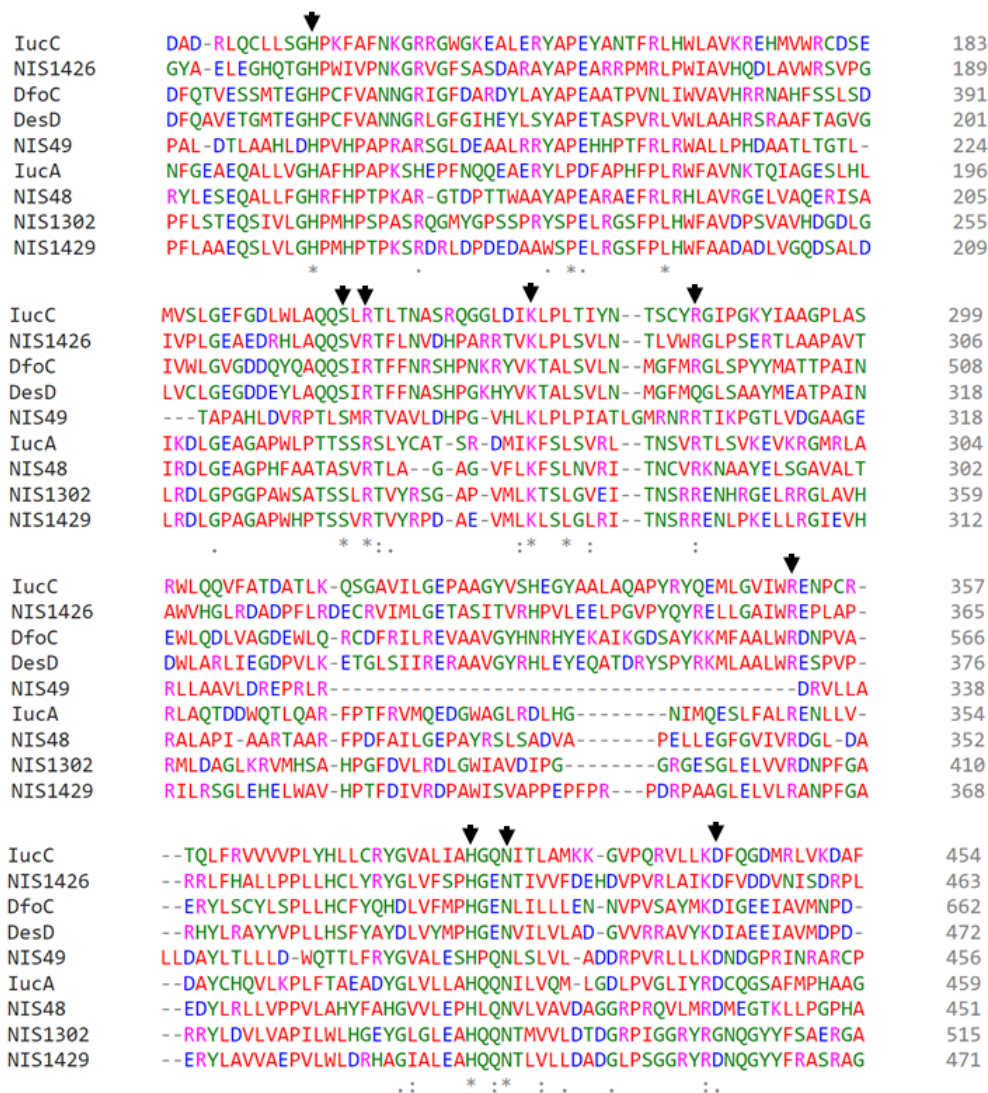 IucC DAD-RLQCLLSGHPKFAFNKGRRGWGKEALERYAPEYANTFRLHWLAVKREHMVWRCDSE 183
NIS1426 GYA-ELEGHQTGHPWIVPNKGRVGFSASDARAYAPEARRPMRLPWIAVHQDLAVWRSVPG 189
DfoC DFQTVESSMTEGHPCFVANNGRIGFDARDYLAYAPEAATPVNLIWVAVHRRNAHFSSLSD 391
DesD DFQAVETGMTEGHPCFVANNGRLGFGIHEYLSYAPETASPVRLVWLAAHRSRAAFTAGVG 201
NIS49 PAL-DTLAAHLDHPVHPAPRARSGLDEAALRRYAPEHHPTFRLRWALLPHDAATLTGTL- 224
IucA NFGEAEQALLVGHAFHPAPKSHEPFNQQEAERYLPDFAPHFPLRWFAVNKTQIAGESLHL 196
NIS48 RYLESEQALLFGHRFHPTPKAR-GTDPTTWAAYAPEARAEFRLRHLAVRGELVAQERISA 205
NIS1302 PFLSTEQSIVLGHPMHPSPASRQGMYGPSSPRYSPELRGSFPLHWFAVDPSVAVHDGDLG 255
NIS1429 PFLAAEQSLVLGHPMHPTPKSRDRLDPDEDAAWSPELRGSFPLHWFAADADLVGQDSALD 209
* . . *. *
IucC MVSLGEFGDLWLAQQSLRTLTNASRQGGLDIKLPLTIYN--TSCYRGIPGKYIAAGPLAS 299
NIS1426 IVPLGEAEDRHLAQQSVRTFLNVDHPARRTVKLPLSVLN--TLVWRGLPSERTLAAPAVT 306
DfoC IVWLGVGDDQYQAQQSIRTFFNRSHPNKRYVKTALSVLN--MGFMRGLSPYYMATTPAIN 508
DesD LVCLGEGDDEYLAQQSIRTFFNASHPGKHYVKTALSVLN--MGFMQGLSAAYMEATPAIN 318
NIS49 ---TAPAHLDVRPTLSMRTVAVLDHPG-VHLKLPLPIATLGMRNRRTIKPGTLVDGAAGE 318
IucA IKDLGEAGAPWLPTTSSRSLYCAT-SR-DMIKFSLSVRL--TNSVRTLSVKEVKRGMRLA 304
NIS48 IRDLGEAGPHFAATASVRTLA--G-AG-VFLKFSLNVRI--TNCVRKNAAYELSGAVALT 302
NIS1302 LRDLGPGGPAWSATSSLRTVYRSG-AP-VMLKTSLGVEI--TNSRRENHRGELRRGLAVH 359
NIS1429 LRDLGPAGAPWHPTSSVRTVYRPD-AE-VMLKLSLGLRI--TNSRRENLPKELLRGIEVH 312
. * *:. :* * : :
IucC RWLQQVFATDATLK-QSGAVILGEPAAGYVSHEGYAALAQAPYRYQEMLGVIWRENPCR- 357
NIS1426 AWVHGLRDADPFLRDECRVIMLGETASITVRHPVLEELPGVPYQYRELLGAIWREPLAP- 365
DfoC EWLQDLVAGDEWLQ-RCDFRILREVAAVGYHNRHYEKAIKGDSAYKKMFAALWRDNPVA- 566
DesD DWLARLIEGDPVLK-ETGLSIIRERAAVGYRHLEYEQATDRYSPYRKMLAALWRESPVP- 376
NIS49 RLLAAVLDREPRLR----------------------------------------DRVLLA 338
IucA RLAQTDDWQTLQAR-FPTFRVMQEDGWAGLRDLHG--------NIMQESLFALRENLLV- 354
NIS48 RALAPI-AARTAAR-FPDFAILGEPAYRSLSADVA-------PELLEGFGVIVRDGL-DA 352
NIS1302 RMLDAGLKRVMHSA-HPGFDVLRDLGWIAVDIPG--------GRGESGLELVVRDNPFGA 410
NIS1429 RILRSGLEHELWAV-HPTFDIVRDPAWISVAPPEPFPR---PDRPAAGLELVLRANPFGA 368
IucC --TQLFRVVVVVPLYHLLCRYGVALIAHGQNITLAMKK-GVPQRVLLKDFQGDMRLVKDAF 454
NIS1426 --RRLFHALLPPLLHCLYRYGLVFSPHGENTIVVFDEHDVPVRLAIKDFVDDVNISDRPL 463
DfoC --ERYLSCYLSPLLHCFYQHDLVFMPHGENLILLLEN-NVPVSAYMKDIGEEIAVMNPD- 662
DesD --RHYLRAYYVPLLHSFYAYDLVYMPHGENVILVLAD-GVVRRAVYKDIAEEIAVMDPD- 472
NIS49 LLDAYLTLLLD-WQTTLFRYGVALESHPQNLSLVL-ADDRPVRLLLKDNDGPRINRARCP 456
IucA --DAYCHQVLKPLFTAEADYGLVLLAHQQNILVQM-LGDLPVGLIYRDCQGSAFMPHAAG 459
NIS48 --EDYLRLLVPPVLAHYFAHGVVLEPHLQNVLVAVDAGGRPRQVLMRDMEGTKLLPGPHA 451
NIS1302 --RRYLDVLVAPILWLHGEYGLGLEAHQQNTMVVLDTDGRPIGGRYRGNQGYYFSAERGA 515
NIS1429 --ERYLAVVAEPVLWLDRHAGIALEAHQQNTLVLLDADGLPSGGRYRDNQGYYFRASRAG 471
.: * :* : . . :.